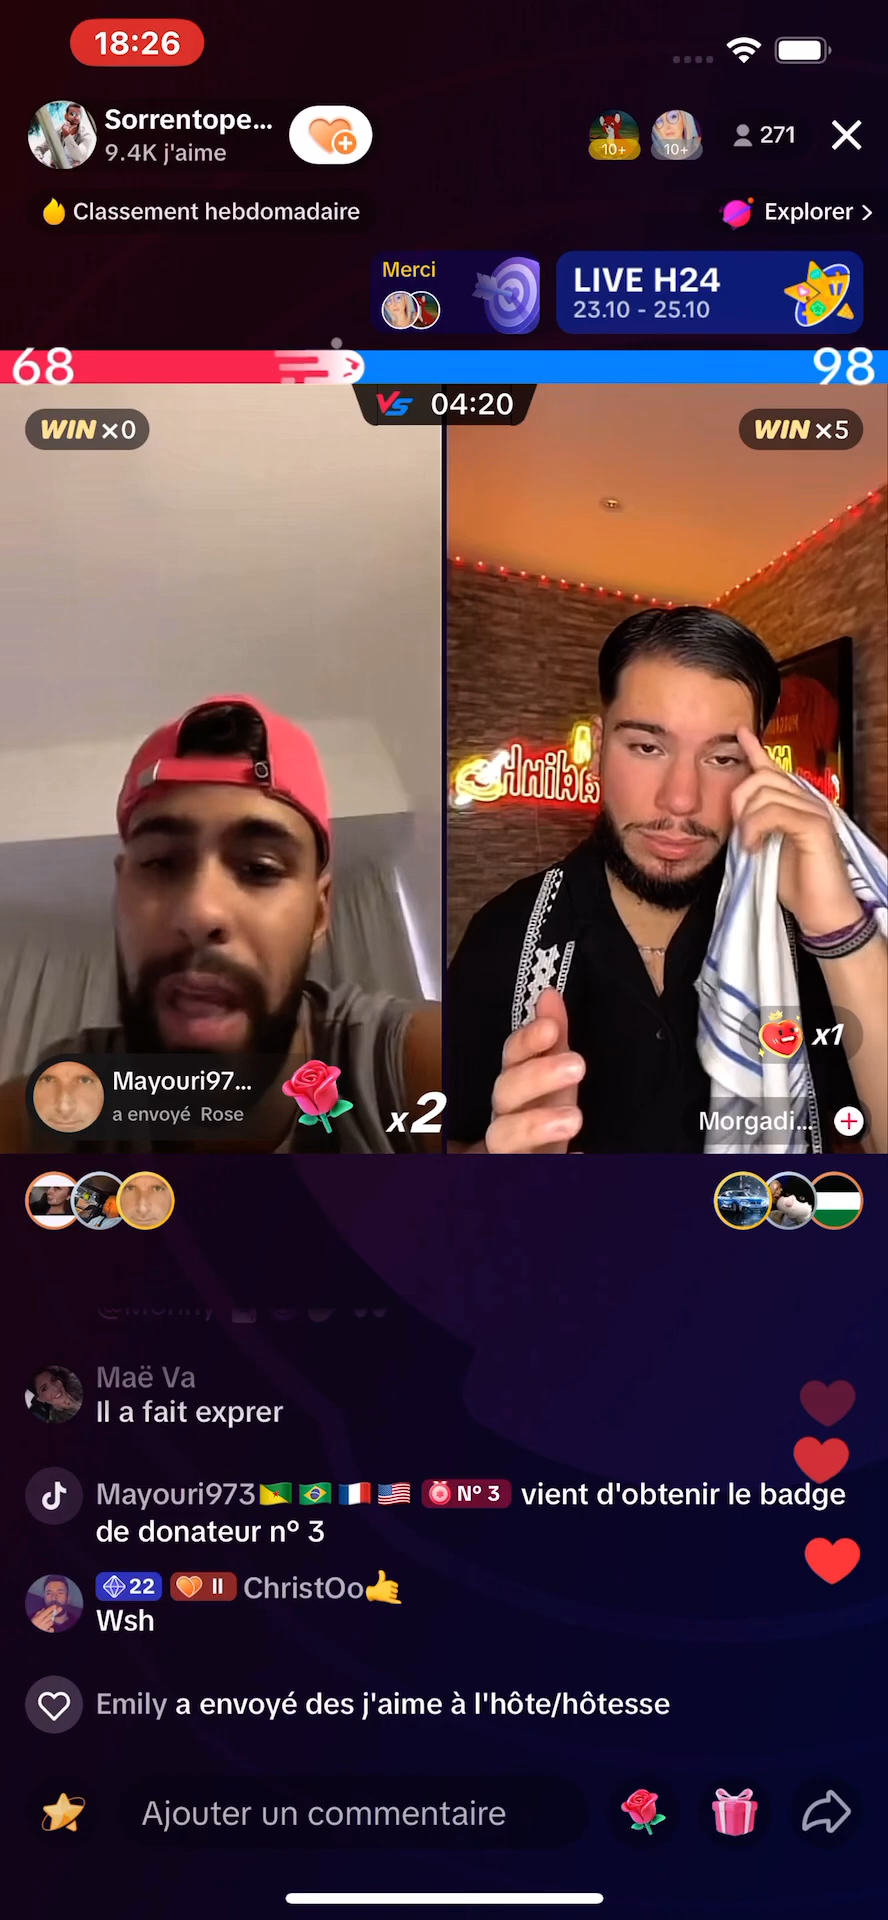 18:26
Sorrentope...
9.4K j'aime
10+
10+
271
Classement hebdomadaire
Explorer >
Merci
LIVE H24
23.10 - 25.10
68
98
VS 04:20
WIN x0
WIN x5
x1
Mayouri97...
a envoyé Rose
x2
Morgadi...
Maë Va
Il a fait exprer
Mayouri973 N° 3 vient d'obtenir le badge
de donateur n° 3
22 II ChristOo
Wsh
Emily a envoyé des j'aime à l'hôte/hôtesse
Ajouter un commentaire